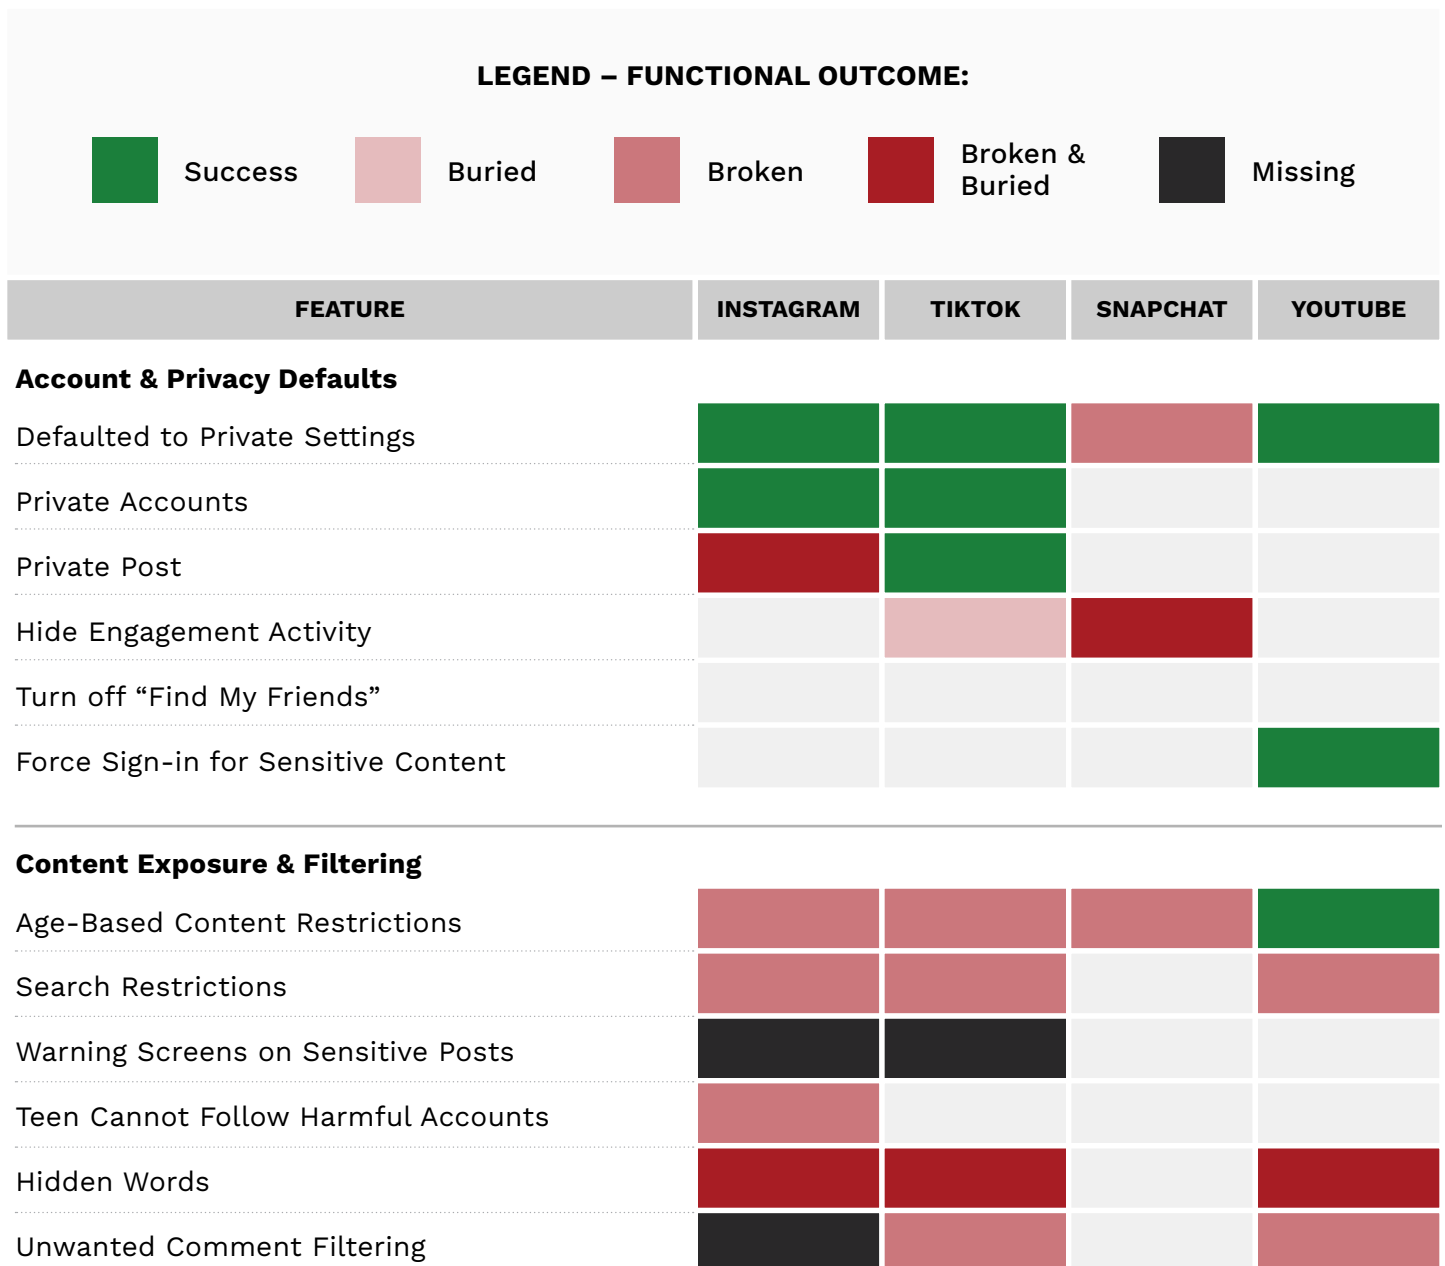 LEGEND – FUNCTIONAL OUTCOME:
Success
Buried
Broken
Broken &
Buried
Missing
FEATURE INSTAGRAM TIKTOK SNAPCHAT YOUTUBE
Account & Privacy Defaults
Defaulted to Private Settings
Private Accounts
Private Post
Hide Engagement Activity
Turn off “Find My Friends”
Force Sign-in for Sensitive Content
Content Exposure & Filtering
Age-Based Content Restrictions
Search Restrictions
Warning Screens on Sensitive Posts
Teen Cannot Follow Harmful Accounts
Hidden Words
Unwanted Comment Filtering